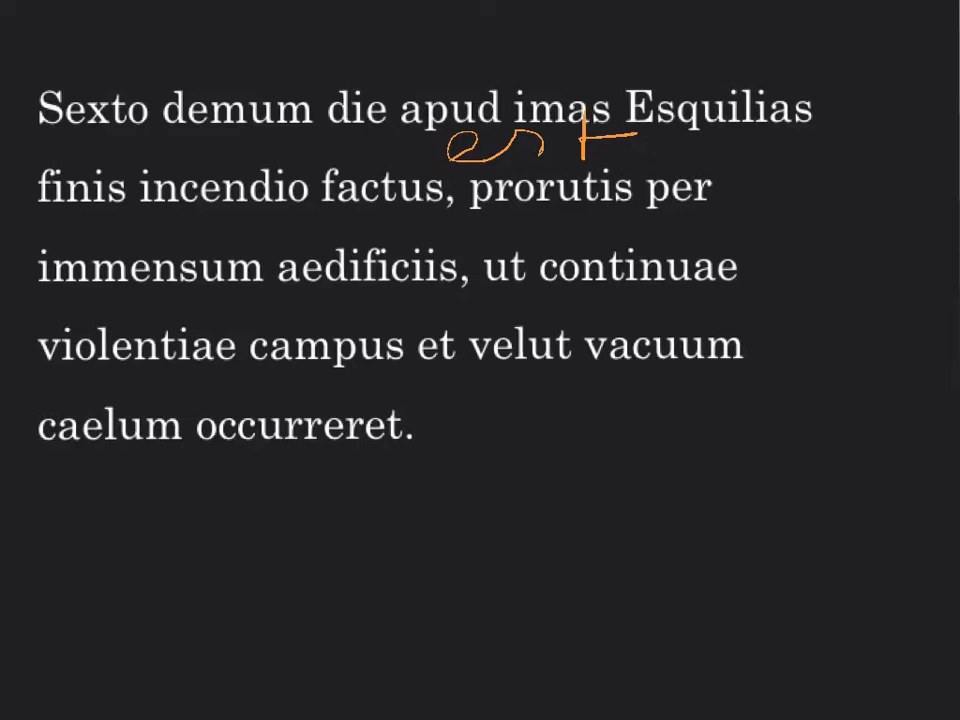 Sexto demum die apud imas Esquilias
est
finis incendio factus, prorutis per
immensum aedificiis, ut continuae
violentiae campus et velut vacuum
caelum occurreret.